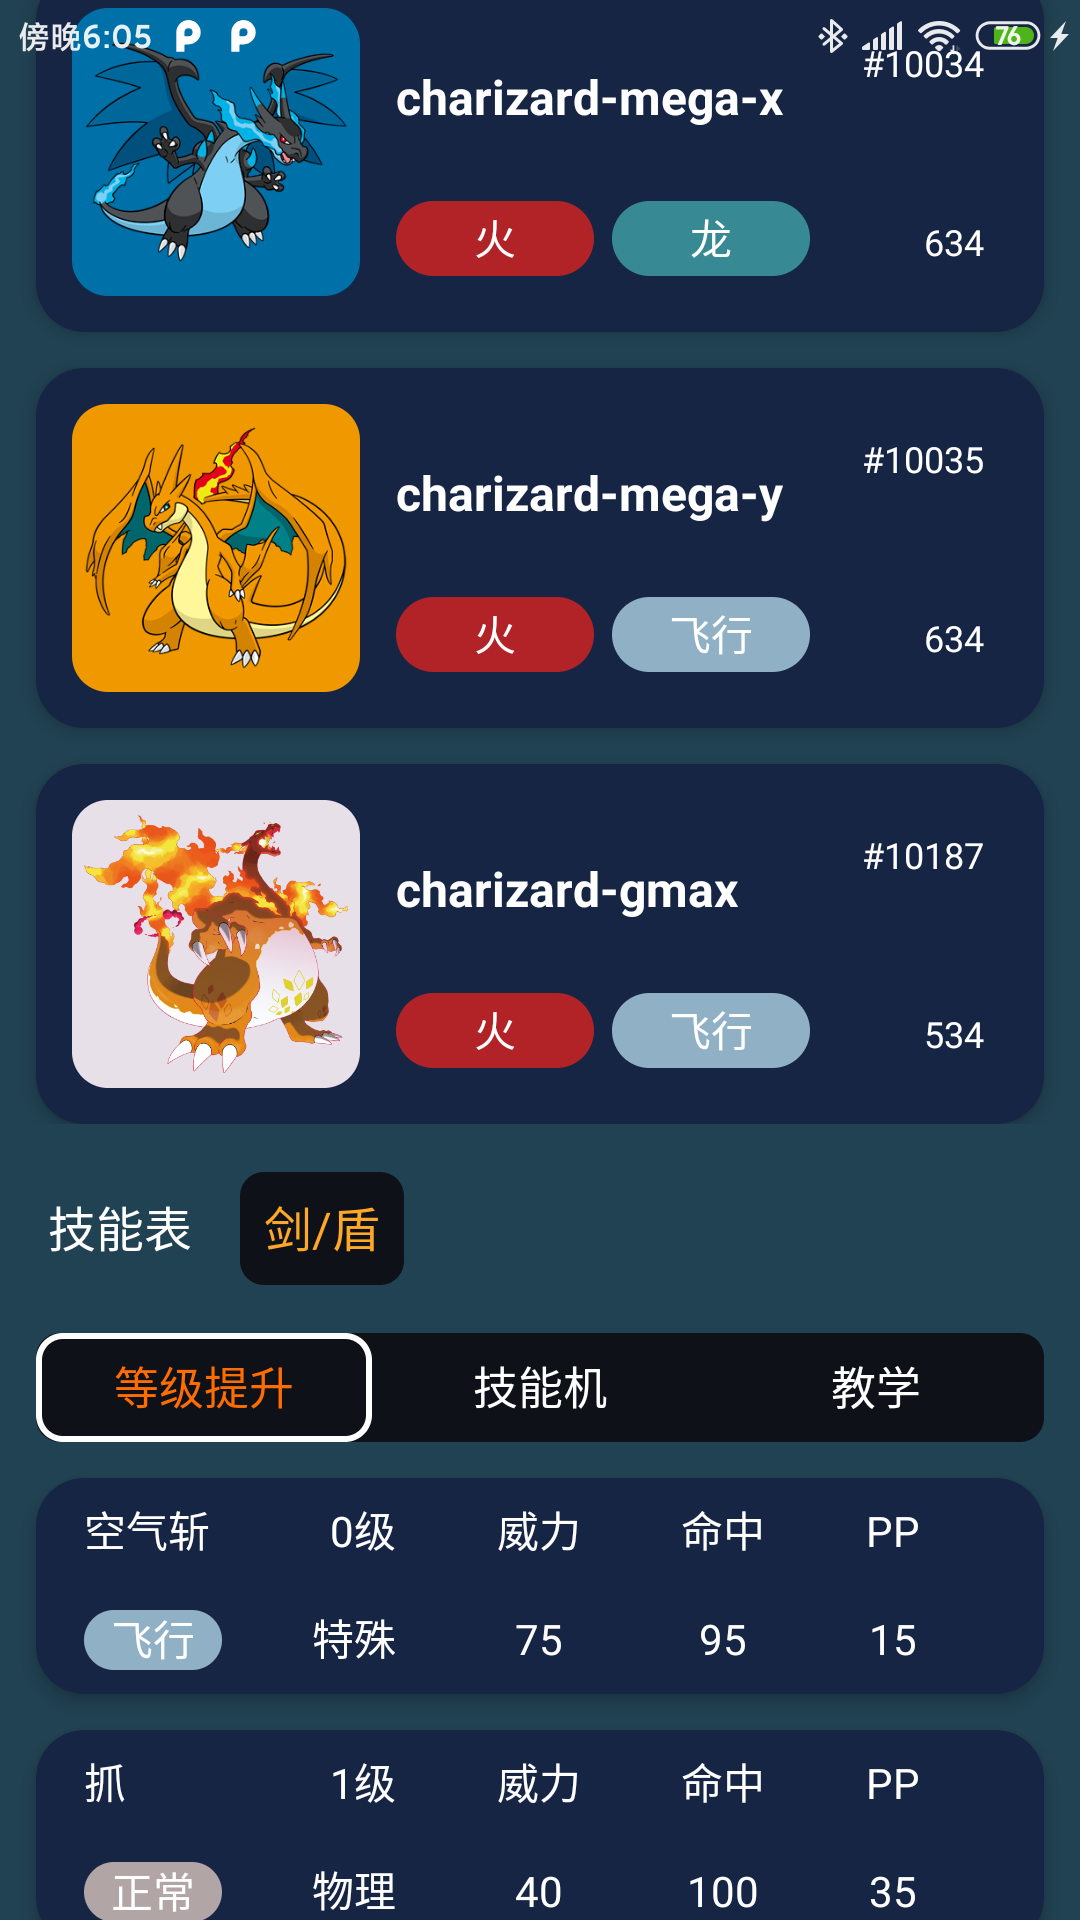 傍晚6:05 76
#10034
charizard-mega-x
火 龙 634
#10035
charizard-mega-y
火 飞行 634
#10187
charizard-gmax
火 飞行 534
技能表 剑/盾
等级提升 技能机 教学
空气斩 0级 威力 命中 PP
飞行 特殊 75 95 15
抓 1级 威力 命中 PP
正常 物理 40 100 35